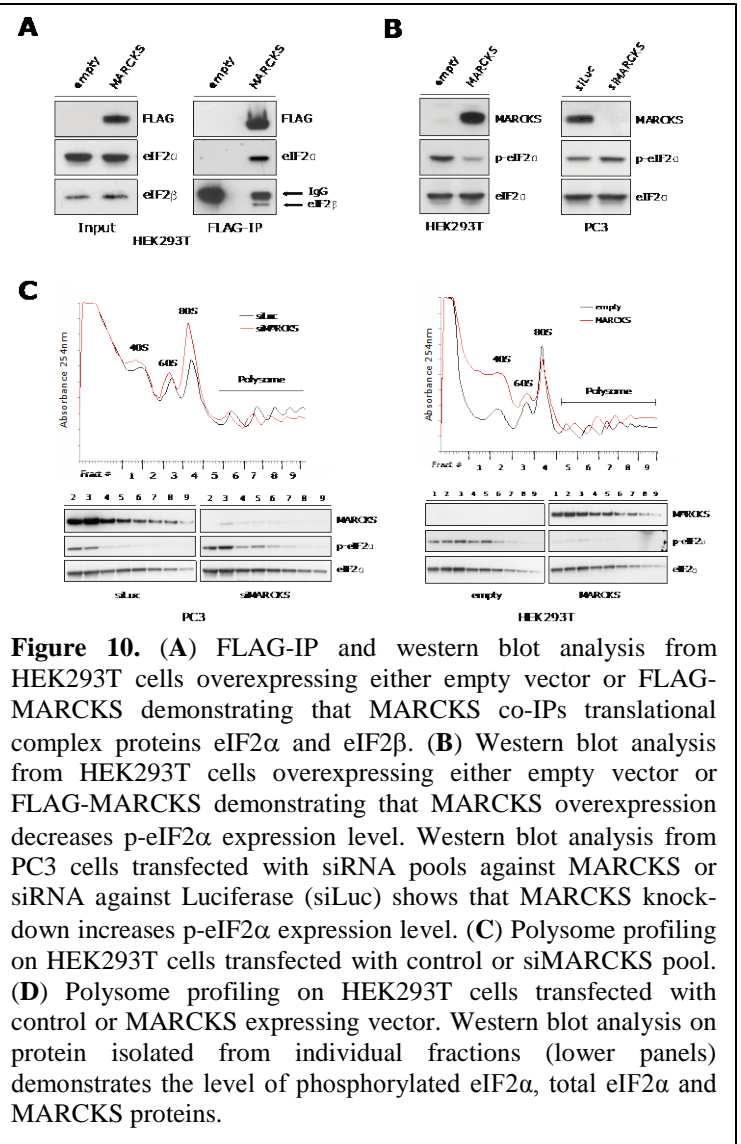 A
B
empty
MARCKS
empty
MARCKS
empty
MARCKS
siLuc
siMARCKS
FLAG
FLAG
MARCKS
MARCKS
eIF2α
eIF2α
p-eIF2α
p-eIF2α
eIF2β
IgG
eIF2β
eIF2α
eIF2α
Input
FLAG-IP
HEK293T
HEK293T
PC3
C
80S
siLuc
siMARCKS
40S
60S
Polysome
Absorbance 254nm
Fract # 1 2 3 4 5 6 7 8 9
2 3 4 5 6 7 8 9 2 3 4 5 6 7 8 9
MARCKS
p-eIF2α
eIF2α
siLuc
siMARCKS
PC3
empty
MARCKS
80S
40S
60S
Polysome
Absorbance 254nm
Fract # 1 2 3 4 5 6 7 8 9
1 2 3 4 5 6 7 8 9 1 2 3 4 5 6 7 8 9
MARCKS
p-eIF2α
eIF2α
empty
MARCKS
HEK293T
Figure 10. (A) FLAG-IP and western blot analysis from
HEK293T cells overexpressing either empty vector or FLAG-
MARCKS demonstrating that MARCKS co-IPs translational
complex proteins eIF2α and eIF2β. (B) Western blot analysis
from HEK293T cells overexpressing either empty vector or
FLAG-MARCKS demonstrating that MARCKS overexpression
decreases p-eIF2α expression level. Western blot analysis from
PC3 cells transfected with siRNA pools against MARCKS or
siRNA against Luciferase (siLuc) shows that MARCKS knock-
down increases p-eIF2α expression level. (C) Polysome profiling
on HEK293T cells transfected with control or siMARCKS pool.
(D) Polysome profiling on HEK293T cells transfected with
control or MARCKS expressing vector. Western blot analysis on
protein isolated from individual fractions (lower panels)
demonstrates the level of phosphorylated eIF2α, total eIF2α and
MARCKS proteins.